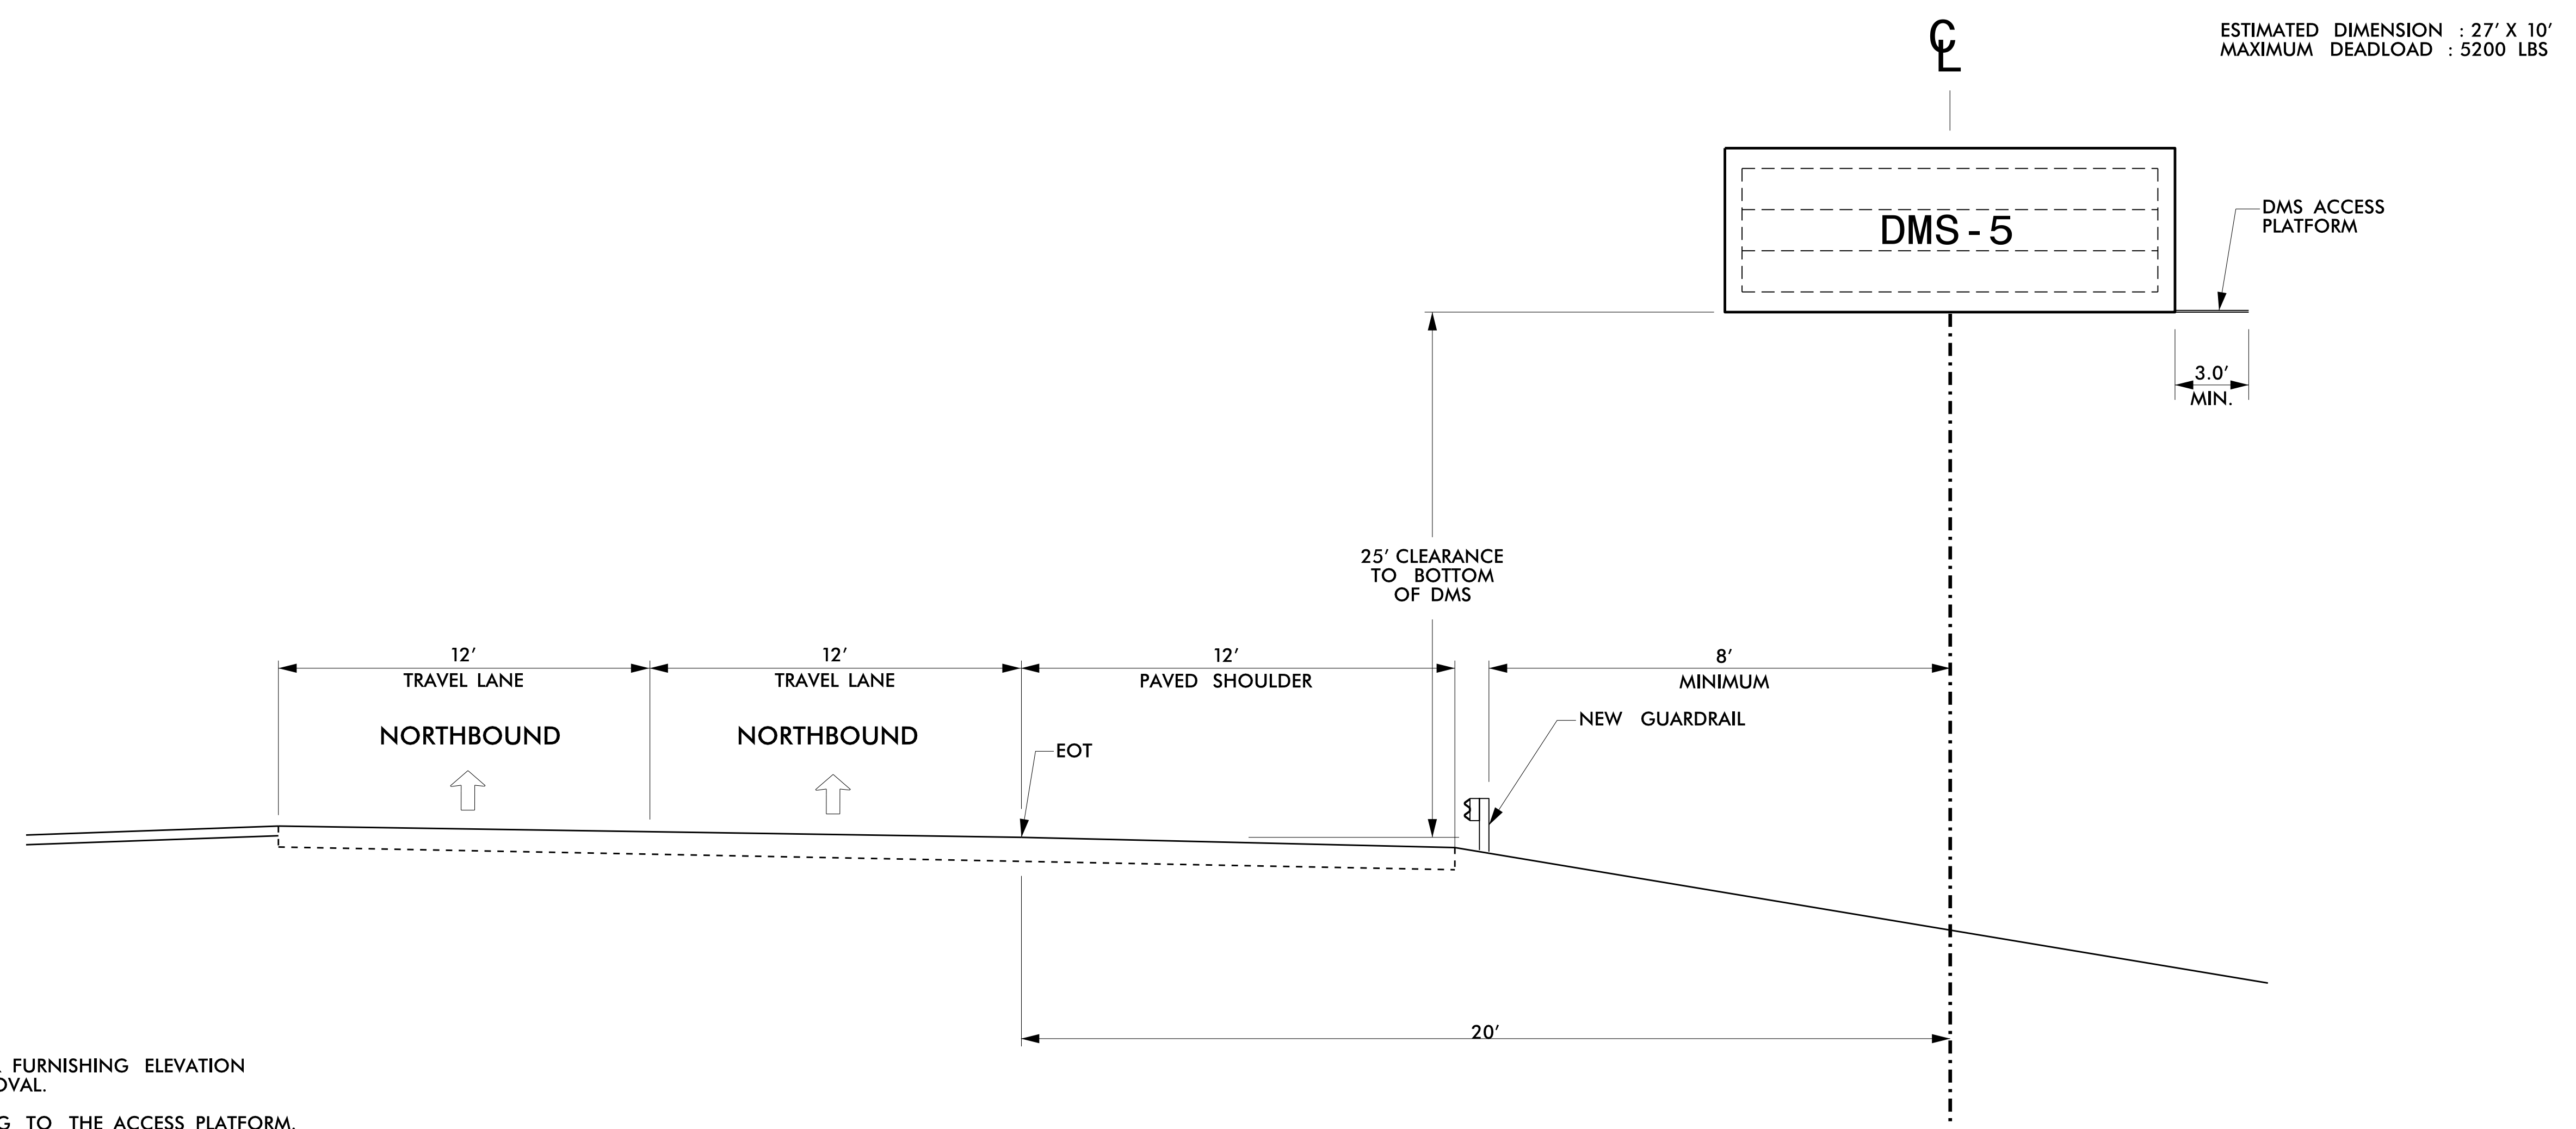 ESTIMATED DIMENSION : 27' X 10'
MAXIMUM DEADLOAD : 5200 LBS
DMS-5
DMS ACCESS
PLATFORM
3.0'
MIN.
25' CLEARANCE
TO BOTTOM
OF DMS
12'
TRAVEL LANE
12'
TRAVEL LANE
12'
PAVED SHOULDER
8'
MINIMUM
NORTHBOUND
NORTHBOUND
NEW GUARDRAIL
EOT
20'
FURNISHING ELEVATION
TO THE ACCESS PLATFORM.